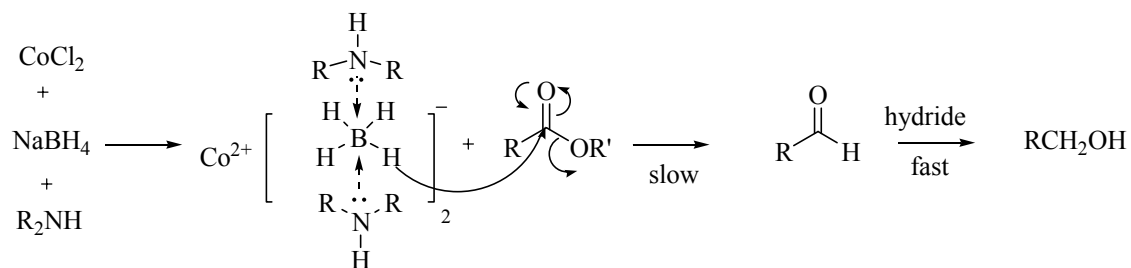 CoCl2
+
NaBH4
+
R2NH
Co2+
H
R N R
H H
B
H H
R N R
H
−
2
+
O
R OR'
slow
O
R H
hydride
fast
RCH2OH